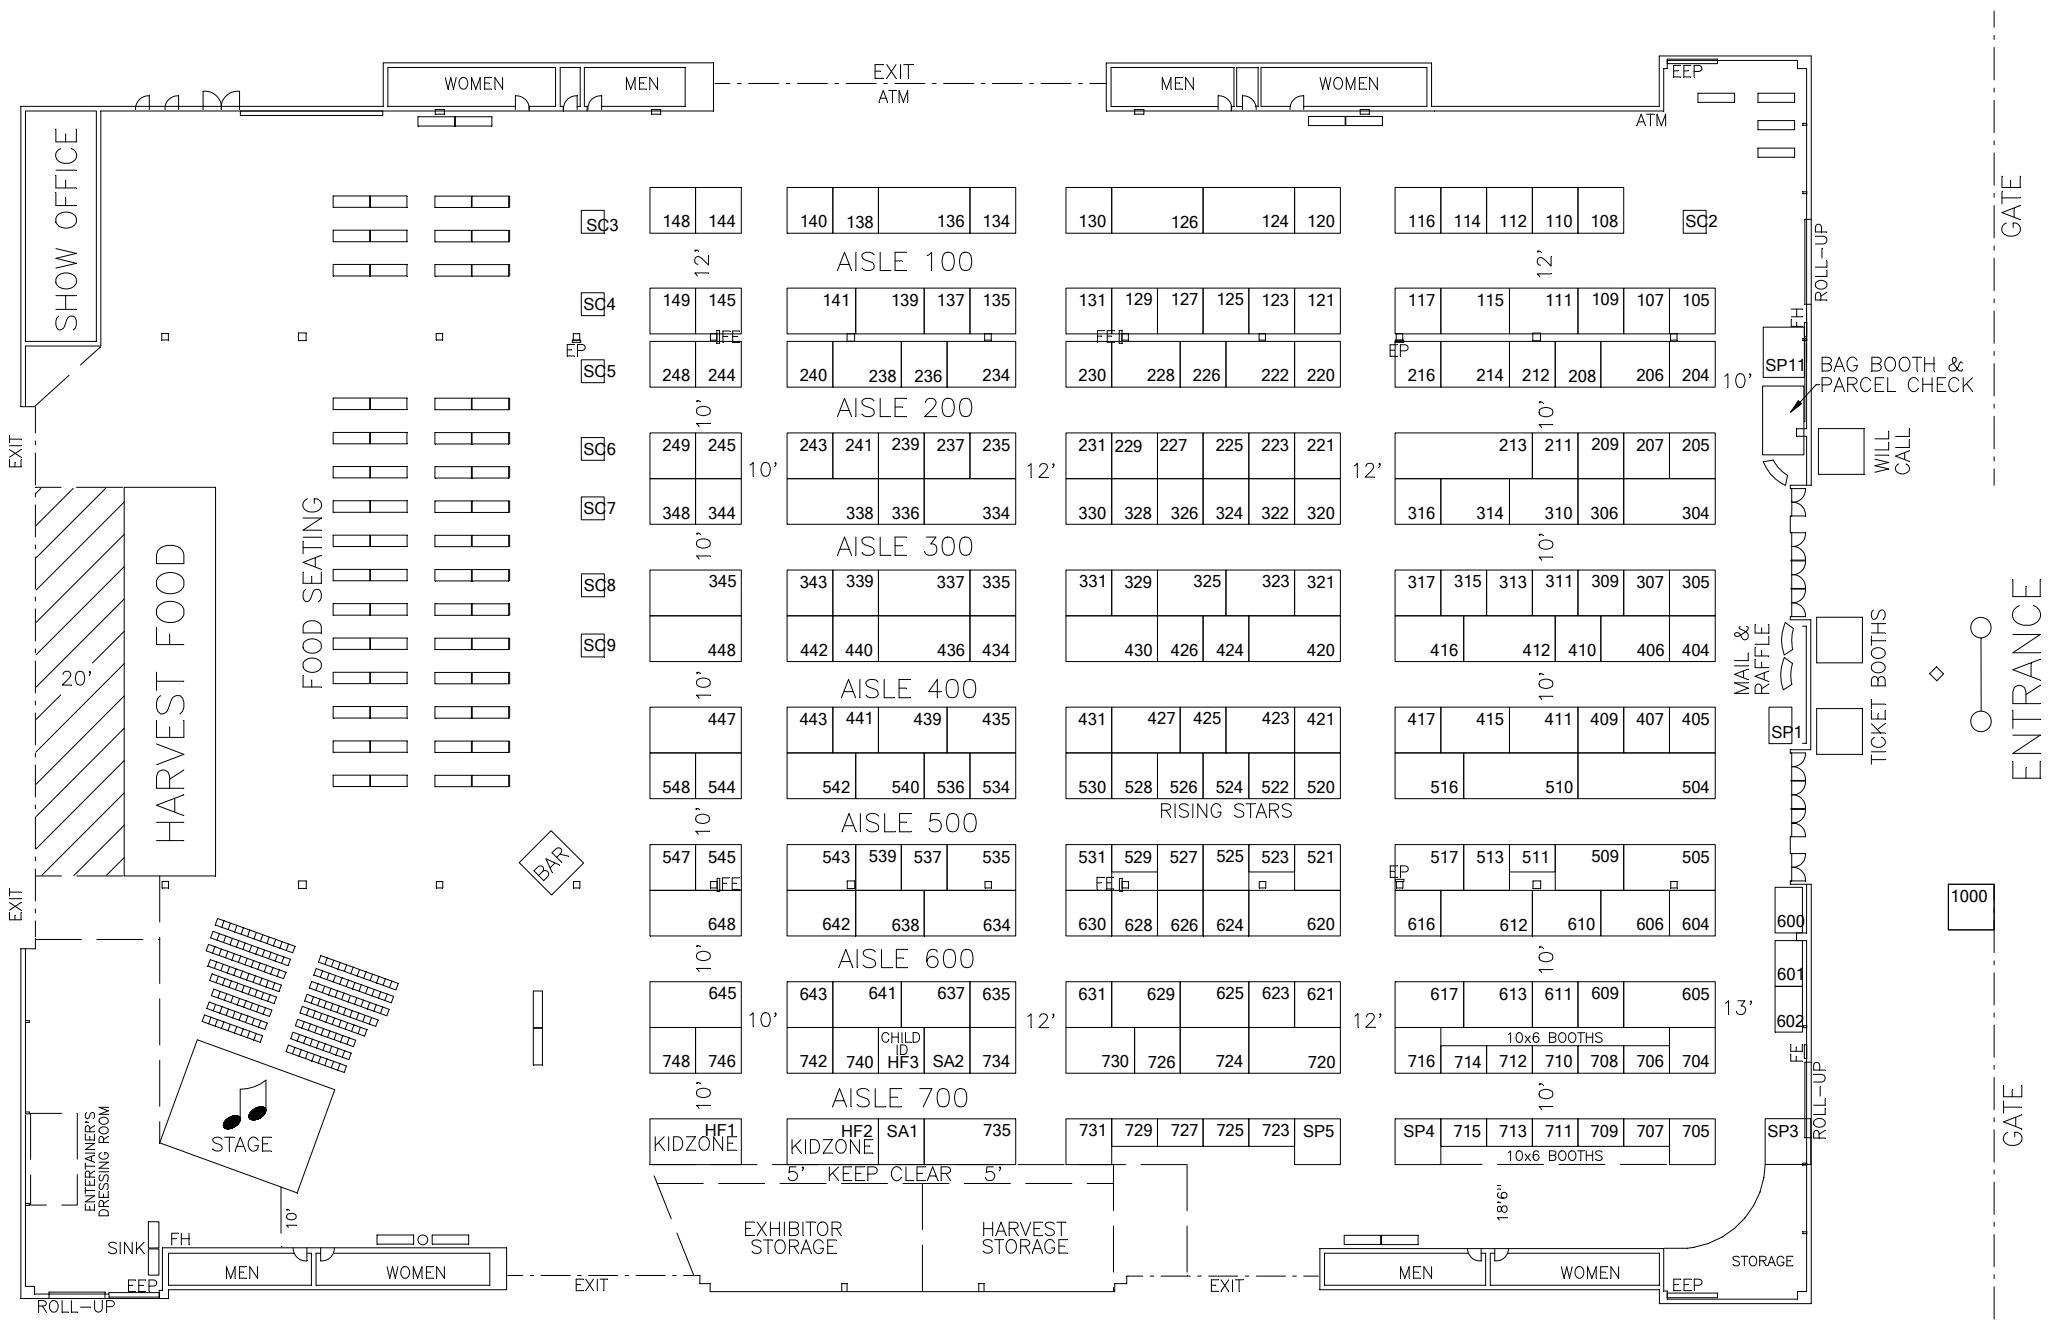 EXIT
ATM
WOMEN
MEN
MEN
WOMEN
EEP
ATM
SHOW OFFICE
GATE
SC3
148 144
140 138 136 134
130 126 124 120
116 114 112 110 108
SC2
12'
AISLE 100
12'
ROLL-UP
SC4
149 145
141 139 137 135
131 129 127 125 123 121
117 115 111 109 107 105
FH
EP
FE
FE
EP
SP11
BAG BOOTH &
PARCEL CHECK
SC5
248 244
240 238 236 234
230 228 226 222 220
216 214 212 208 206 204
10'
10'
AISLE 200
10'
EXIT
SC6
249 245
243 241 239 237 235
231 229 227 225 223 221
213 211 209 207 205
WILL
CALL
10'
12'
12'
SC7
348 344
338 336 334
330 328 326 324 322 320
316 314 310 306 304
10'
AISLE 300
10'
FOOD SEATING
HARVEST FOOD
20'
SC8
345
343 339 337 335
331 329 325 323 321
317 315 313 311 309 307 305
SC9
448
442 440 436 434
430 426 424 420
416 412 410 406 404
MAIL &
RAFFLE
TICKET BOOTHS
ENTRANCE
10'
AISLE 400
10'
447
443 441 439 435
431 427 425 423 421
417 415 411 409 407 405
SP1
548 544
542 540 536 534
530 528 526 524 522 520
516 510 504
RISING STARS
10'
AISLE 500
BAR
547 545
543 539 537 535
531 529 527 525 523 521
517 513 511 509 505
FE
FE
EP
EXIT
648
642 638 634
630 628 626 624 620
616 612 610 606 604
600
1000
10'
AISLE 600
10'
601
645
643 641 637 635
631 629 625 623 621
617 613 611 609 605
602
10'
12'
12'
13'
CHILD
ID
10x6 BOOTHS
748 746
742 740 HF3 SA2 734
730 726 724 720
716 714 712 710 708 706 704
FE
10'
AISLE 700
10'
ROLL-UP
GATE
HF1
KIDZONE
HF2
KIDZONE
SA1 735
731 729 727 725 723 SP5
SP4 715 713 711 709 707 705
SP3
10x6 BOOTHS
STAGE
ENTERTAINER'S
DRESSING ROOM
5' KEEP CLEAR 5'
10'
18'6"
EXHIBITOR
STORAGE
HARVEST
STORAGE
SINK
FH
EEP
MEN
WOMEN
EXIT
EXIT
MEN
WOMEN
STORAGE
EEP
ROLL-UP